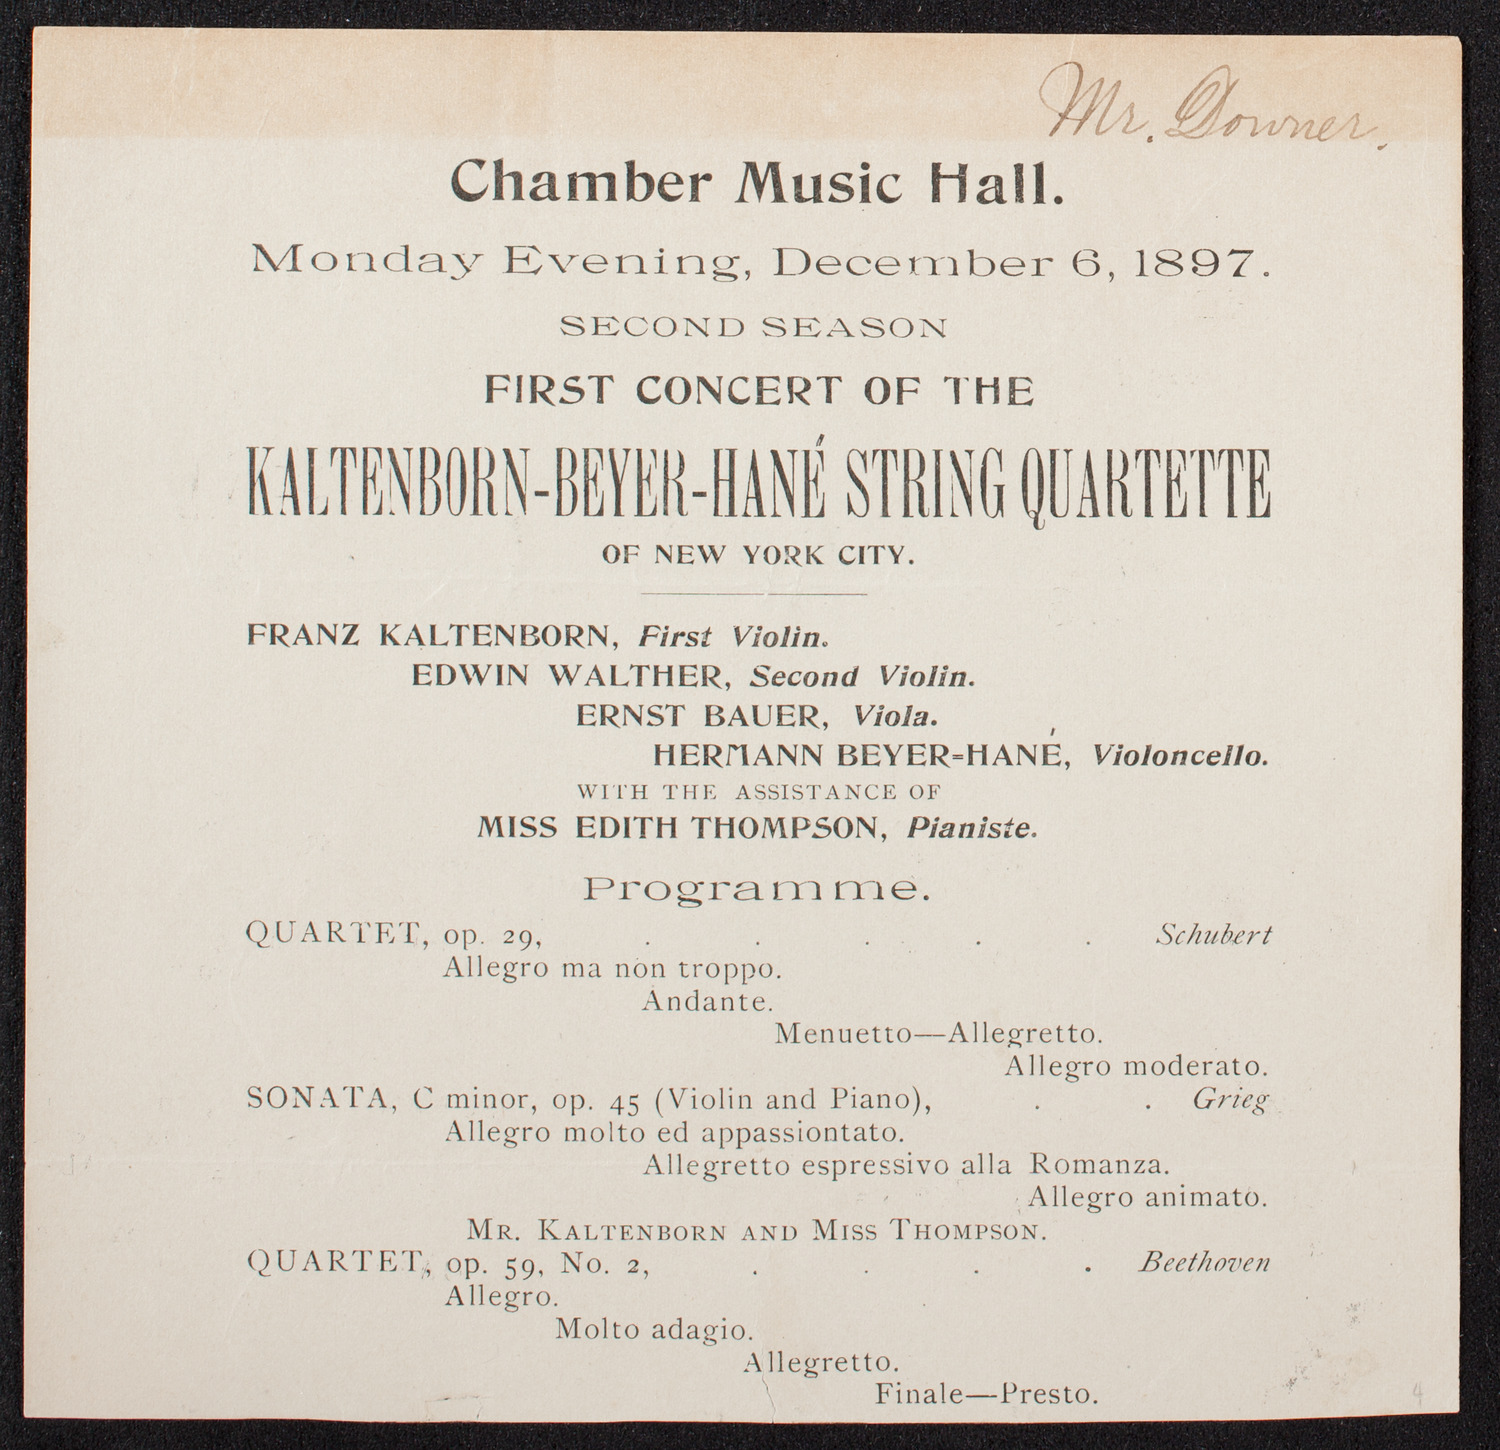 Mr. Downer.
Chamber Music Hall.
Monday Evening, December 6, 1897.
SECOND SEASON
FIRST CONCERT OF THE
KALTENBORN-BEYER-HANÉ STRING QUARTETTE
OF NEW YORK CITY.
FRANZ KALTENBORN, First Violin.
EDWIN WALTHER, Second Violin.
ERNST BAUER, Viola.
HERMANN BEYER=HANÉ, Violoncello.
WITH THE ASSISTANCE OF
MISS EDITH THOMPSON, Pianiste.
Programme.
QUARTET, op. 29, . . . . . Schubert
Allegro ma non troppo.
Andante.
Menuetto—Allegretto.
Allegro moderato.
SONATA, C minor, op. 45 (Violin and Piano), . . Grieg
Allegro molto ed appassiontato.
Allegretto espressivo alla Romanza.
Allegro animato.
MR. KALTENBORN AND MISS THOMPSON.
QUARTET, op. 59, No. 2, . . . . Beethoven
Allegro.
Molto adagio.
Allegretto.
Finale—Presto.
4